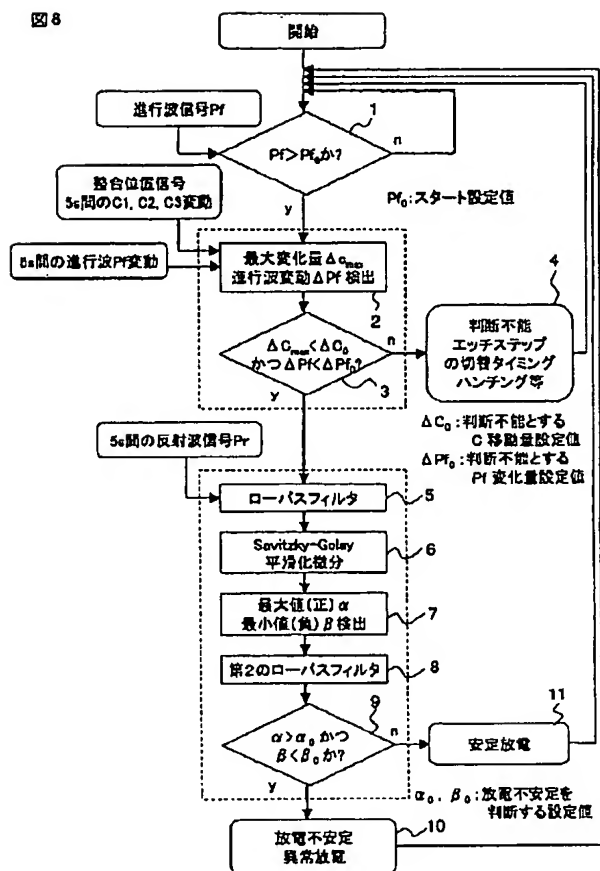 図8
開始
進行波信号Pf
1
Pf>Pf₀か?
n
y
Pf₀:スタート設定値
整合位置信号
5s間のC1, C2, C3変動
5s間の進行波Pf変動
最大変化量ΔCmax
進行波変動ΔPf 検出
2
ΔCmax<ΔC₀
かつΔPf<ΔPf₀?
n
3
y
4
判断不能
エッチステップ
の切替タイミング
ハンチング等
ΔC₀:判断不能とする
C 移動量設定値
ΔPf₀:判断不能とする
Pf 変化量設定値
5s間の反射波信号Pr
ローパスフィルタ
5
Savitzky-Golay
平滑化微分
6
最大値(正)α
最小値(負)β検出
7
第2のローパスフィルタ
8
9
α>α₀かつ
β<β₀か?
n
y
11
安定放電
α₀, β₀:放電不安定を
判断する設定値
放電不安定
異常放電
10